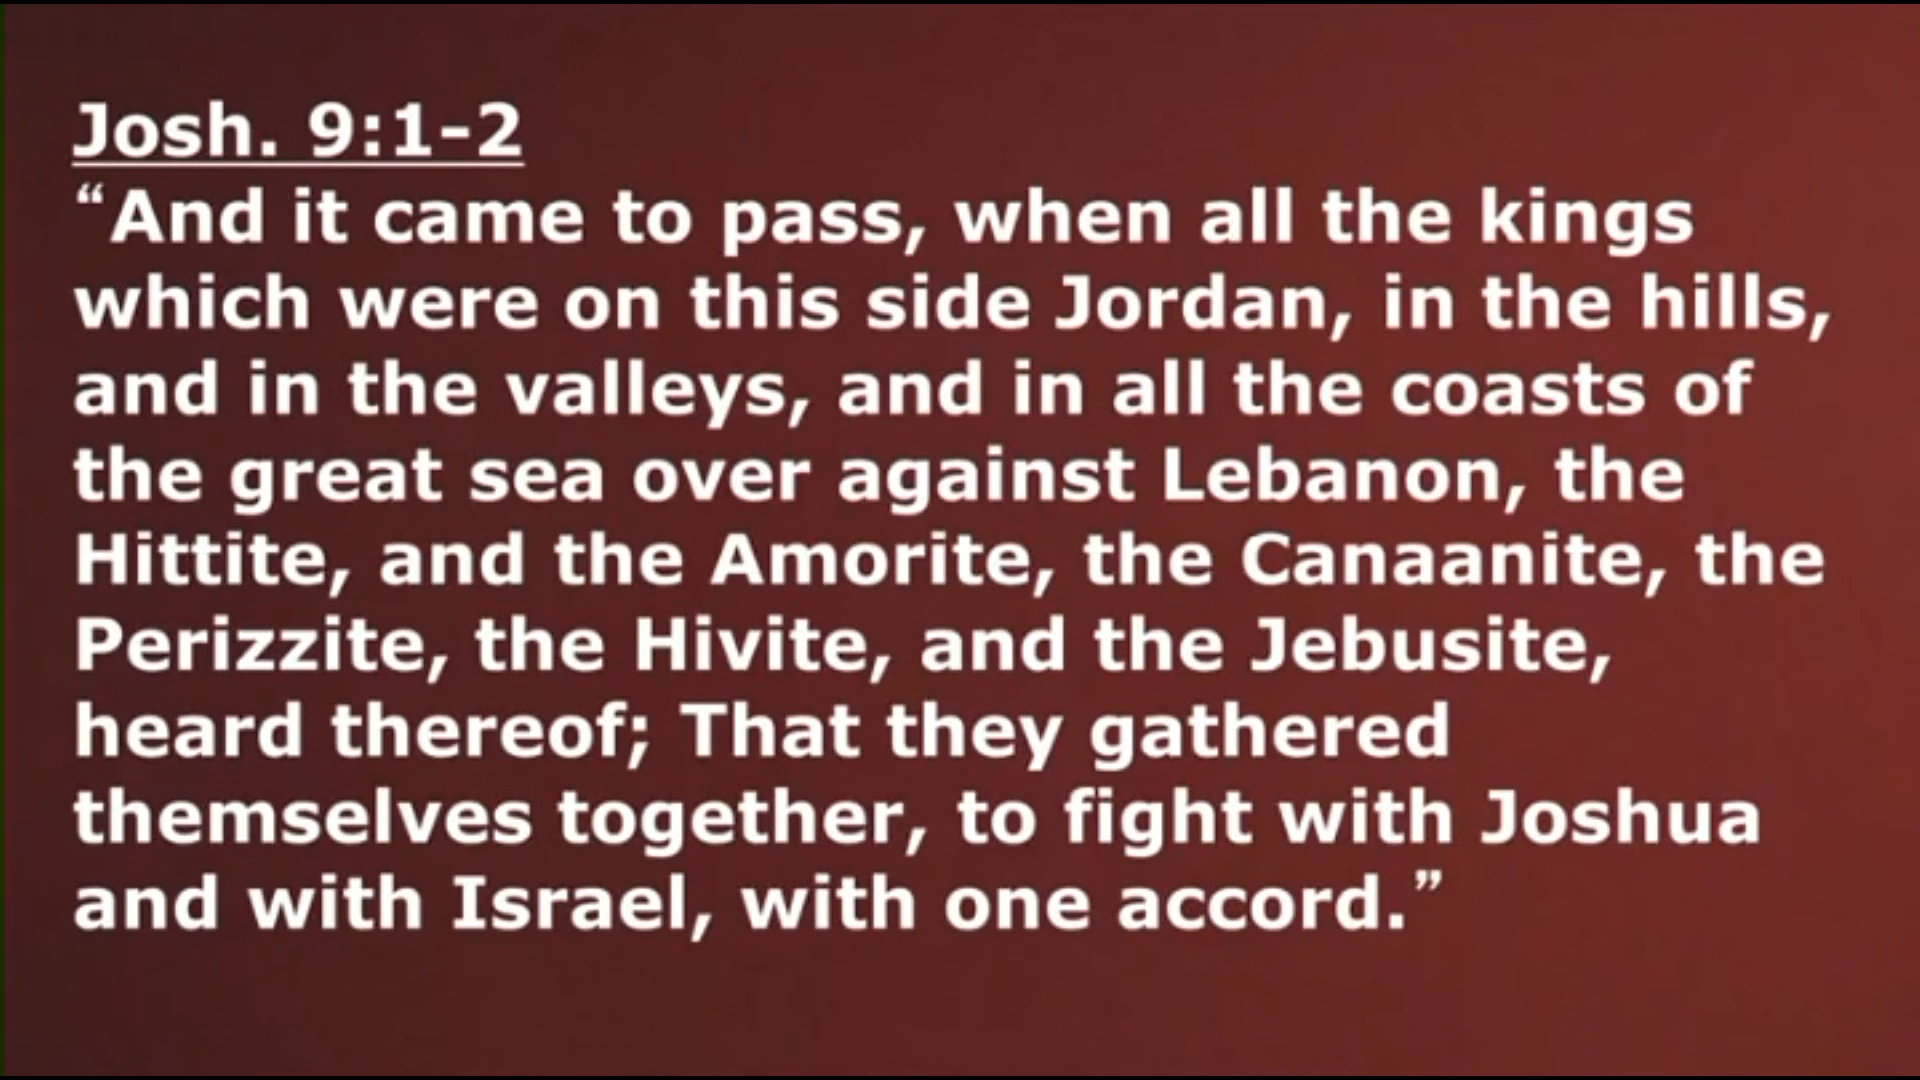 Josh. 9:1-2
“And it came to pass, when all the kings
which were on this side Jordan, in the hills,
and in the valleys, and in all the coasts of
the great sea over against Lebanon, the
Hittite, and the Amorite, the Canaanite, the
Perizzite, the Hivite, and the Jebusite,
heard thereof; That they gathered
themselves together, to fight with Joshua
and with Israel, with one accord.”